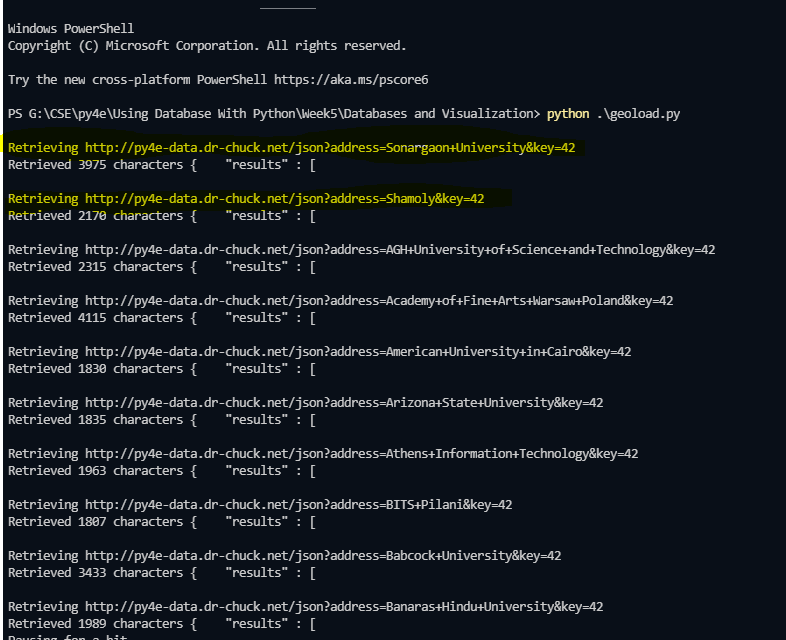 Windows PowerShell
Copyright (C) Microsoft Corporation. All rights reserved.
Try the new cross-platform PowerShell https://aka.ms/pscore6
PS G:\CSE\py4e\Using Database With Python\Week5\Databases and Visualization> python .\geoload.py
Retrieving http://py4e-data.dr-chuck.net/json?address=Sonargaon+University&key=42
Retrieved 3975 characters {    "results" : [
Retrieving http://py4e-data.dr-chuck.net/json?address=Shamoly&key=42
Retrieved 2170 characters {    "results" : [
Retrieving http://py4e-data.dr-chuck.net/json?address=AGH+University+of+Science+and+Technology&key=42
Retrieved 2315 characters {    "results" : [
Retrieving http://py4e-data.dr-chuck.net/json?address=Academy+of+Fine+Arts+Warsaw+Poland&key=42
Retrieved 4115 characters {    "results" : [
Retrieving http://py4e-data.dr-chuck.net/json?address=American+University+in+Cairo&key=42
Retrieved 1830 characters {    "results" : [
Retrieving http://py4e-data.dr-chuck.net/json?address=Arizona+State+University&key=42
Retrieved 1835 characters {    "results" : [
Retrieving http://py4e-data.dr-chuck.net/json?address=Athens+Information+Technology&key=42
Retrieved 1963 characters {    "results" : [
Retrieving http://py4e-data.dr-chuck.net/json?address=BITS+Pilani&key=42
Retrieved 1807 characters {    "results" : [
Retrieving http://py4e-data.dr-chuck.net/json?address=Babcock+University&key=42
Retrieved 3433 characters {    "results" : [
Retrieving http://py4e-data.dr-chuck.net/json?address=Banaras+Hindu+University&key=42
Retrieved 1989 characters {    "results" : [
Pausing for a bit